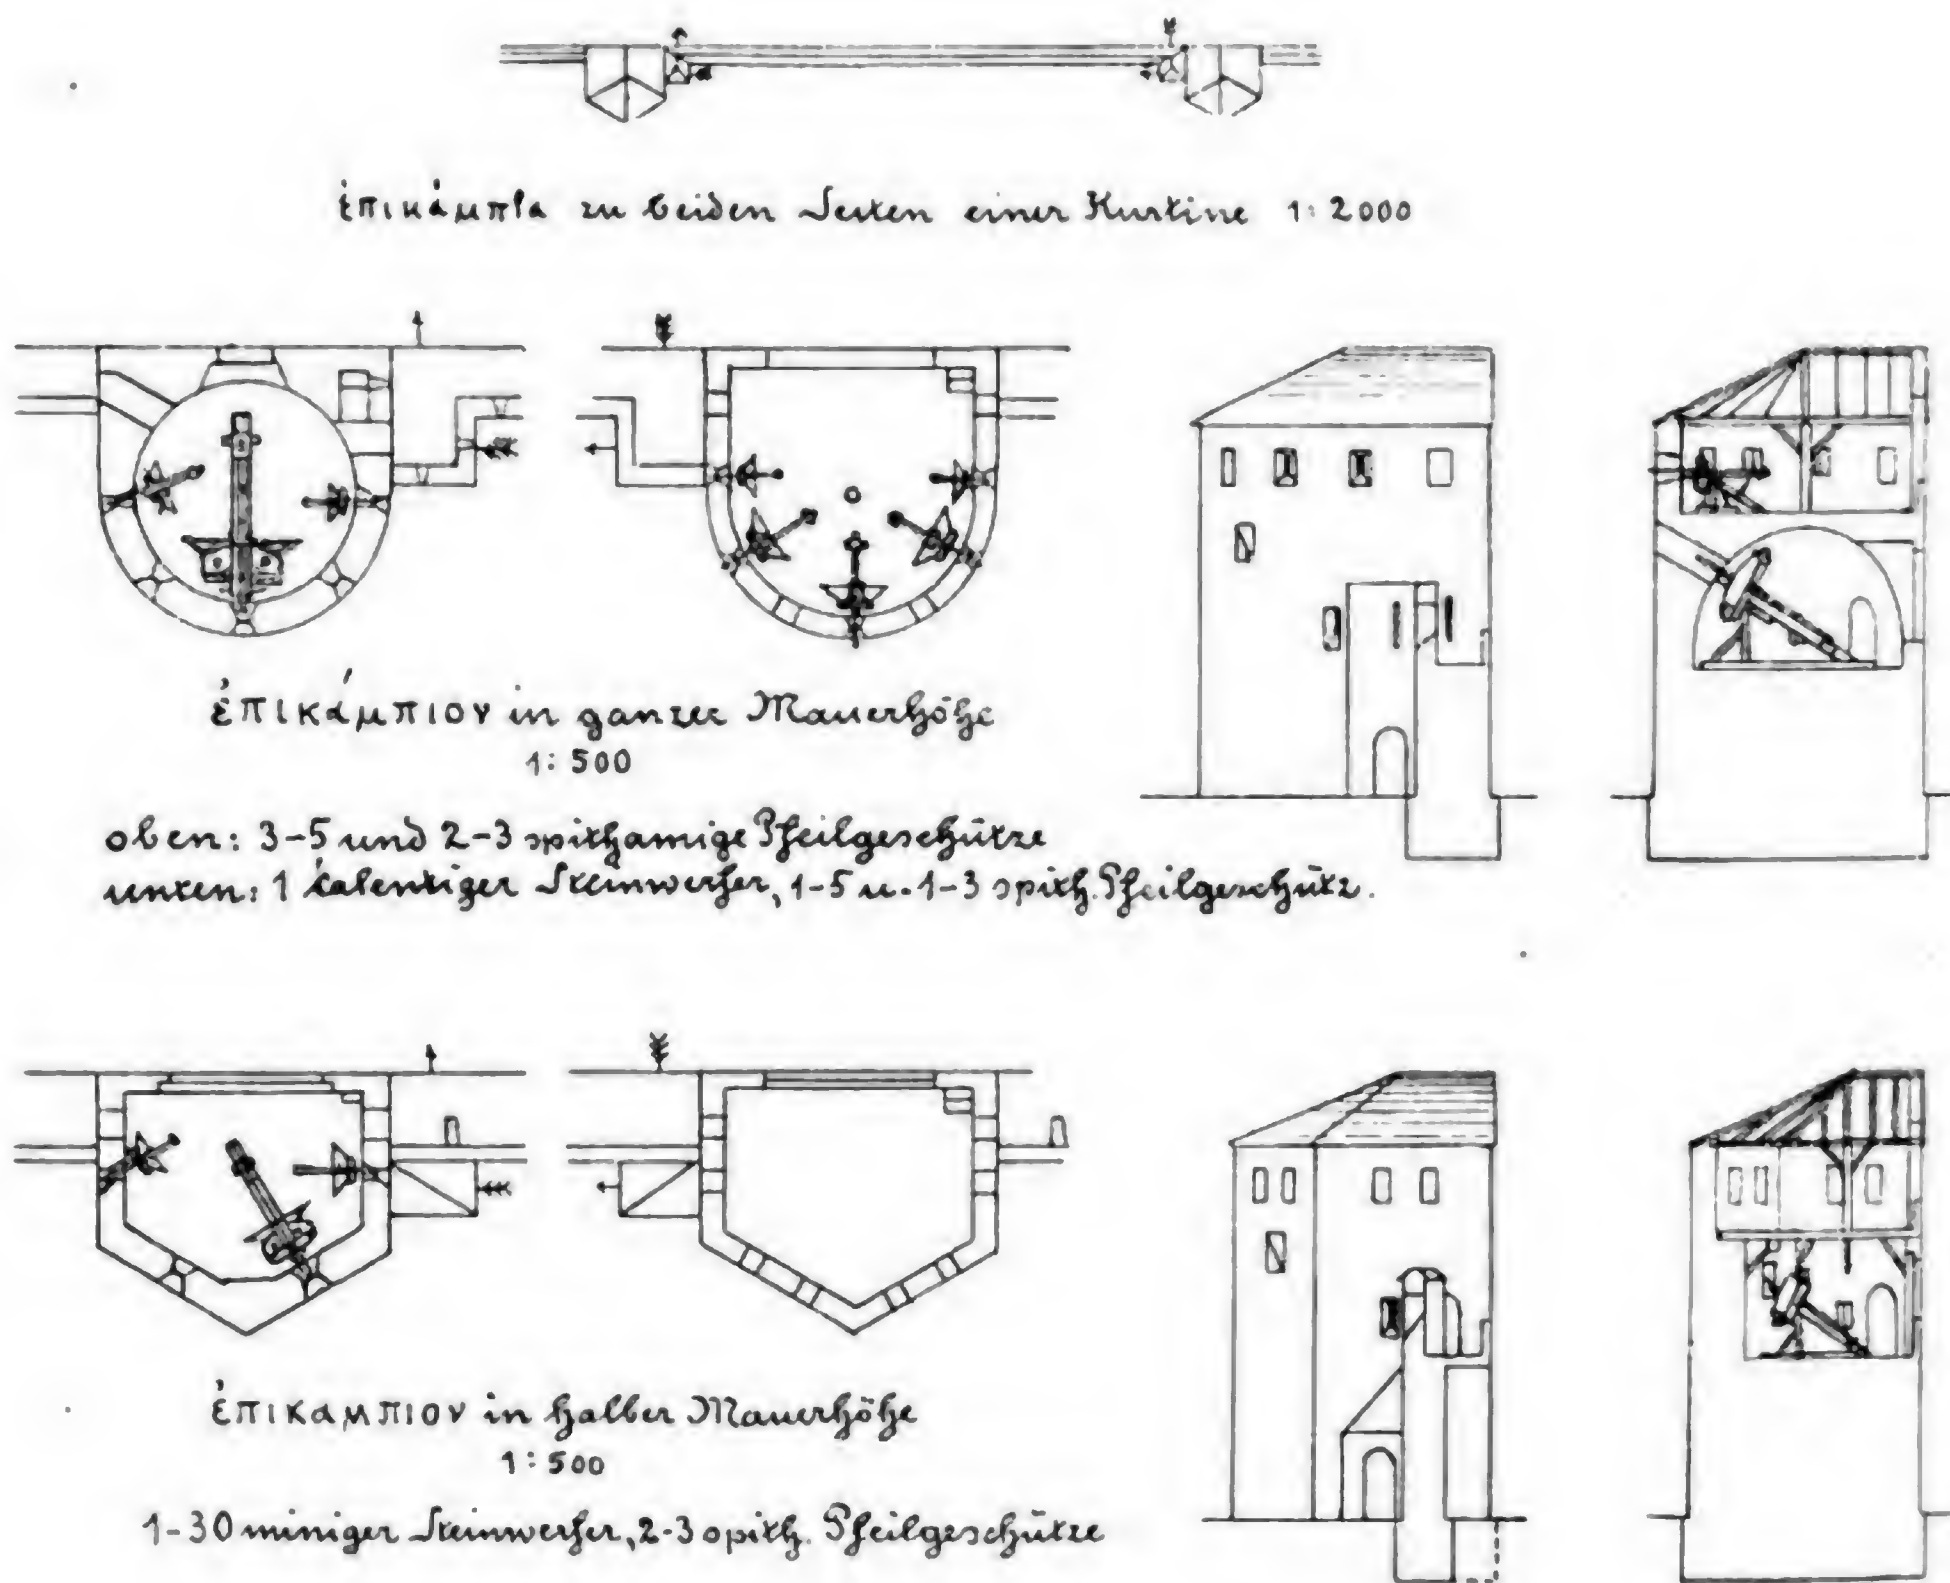 ἐπικάμπια zu beiden Seiten einer Kurtine 1:2000
ἐπικάμπιον in ganzer Mauerhöhe
1:500
oben: 3-5 und 2-3 spithamige Pfeilgeschütze
unten: 1 talentiger Steinwerfer, 1-5 u. 1-3 spith. Pfeilgeschütz.
ἐπικαμπιον in halber Mauerhöhe
1:500
1-30 miniger Steinwerfer, 2-3 spith. Pfeilgeschütze